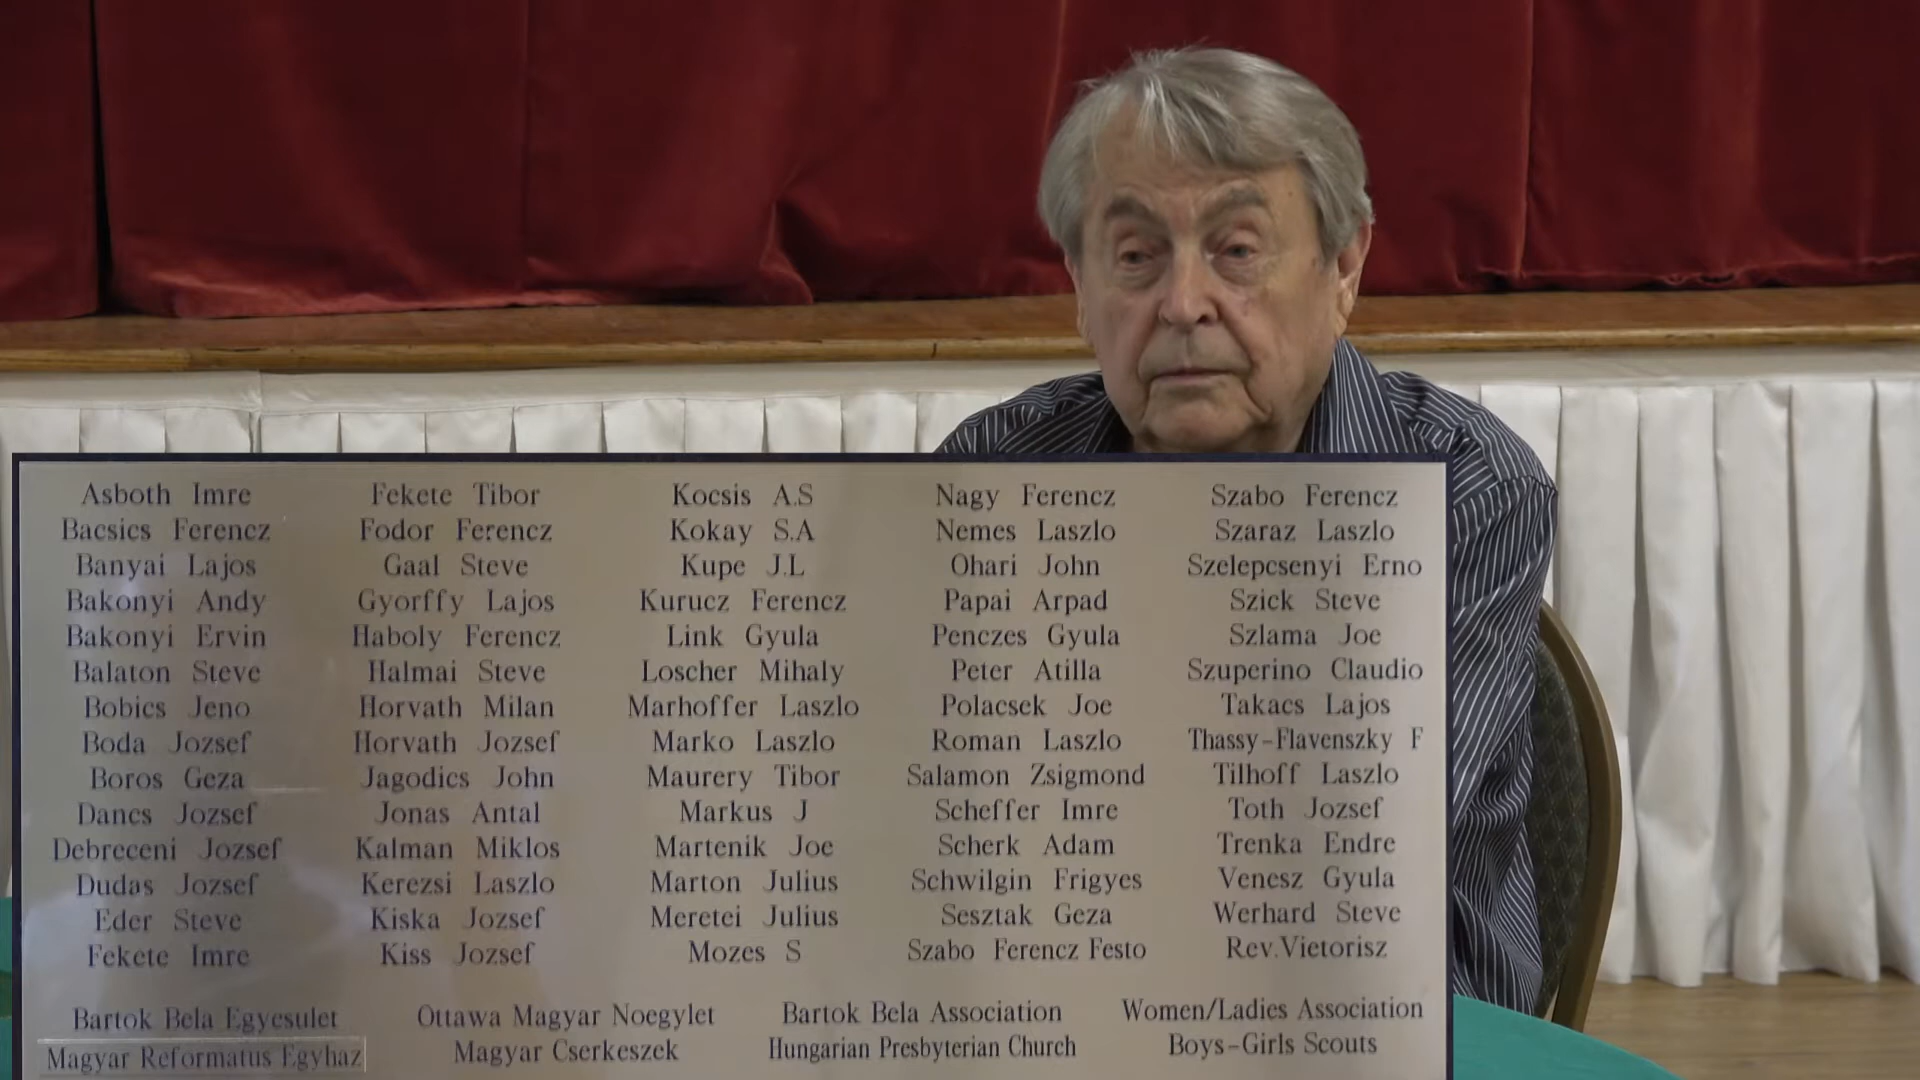 Asboth Imre
Bacsics Ferencz
Banyai Lajos
Bakonyi Andy
Bakonyi Ervin
Balaton Steve
Bobics Jeno
Boda Jozsef
Boros Geza
Dancs Jozsef
Debreceni Jozsef
Dudas Jozsef
Eder Steve
Fekete Imre
Fekete Tibor
Fodor Ferencz
Gaal Steve
Gyorffy Lajos
Haboly Ferencz
Halmai Steve
Horvath Milan
Horvath Jozsef
Jagodics John
Jonas Antal
Kalman Miklos
Kerezsi Laszlo
Kiska Jozsef
Kiss Jozsef
Kocsis A.S
Kokay S.A
Kupe J.L
Kurucz Ferencz
Link Gyula
Loscher Mihaly
Marhoffer Laszlo
Marko Laszlo
Maurery Tibor
Markus J
Martenik Joe
Marton Julius
Meretei Julius
Mozes S
Nagy Ferencz
Nemes Laszlo
Ohari John
Papai Arpad
Penczes Gyula
Peter Atilla
Polacsek Joe
Roman Laszlo
Salamon Zsigmond
Scheffer Imre
Scherk Adam
Schwilgin Frigyes
Sesztak Geza
Szabo Ferencz Festo
Szabo Ferencz
Szaraz Laszlo
Szelepcsenyi Erno
Szick Steve
Szlama Joe
Szuperino Claudio
Takacs Lajos
Thassy-Flavenszky F
Tilhoff Laszlo
Toth Jozsef
Trenka Endre
Venesz Gyula
Werhard Steve
Rev.Vietorisz
Bartok Bela Egyesulet
Magyar Reformatus Egyhaz
Ottawa Magyar Noegylet
Magyar Cserkeszek
Bartok Bela Association
Hungarian Presbyterian Church
Women/Ladies Association
Boys-Girls Scouts